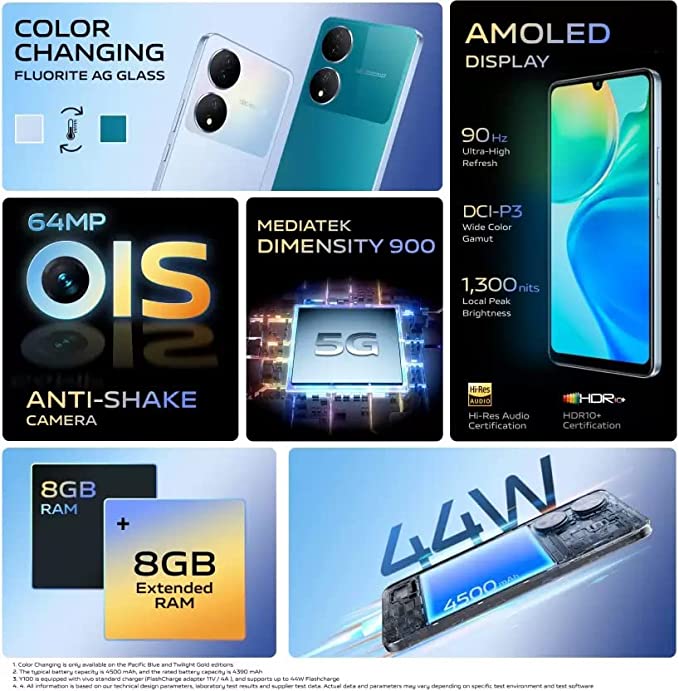 COLOR
CHANGING
FLUORITE AG GLASS
AMOLED
DISPLAY
90 Hz
Ultra-High
Refresh
DCI-P3
Wide Color
Gamut
1,300 nits
Local Peak
Brightness
Hi-Res
AUDIO
Hi-Res Audio
Certification
HDR10+
HDR10+
Certification
64MP
OIS
ANTI-SHAKE
CAMERA
MEDIATEK
DIMENSITY 900
5G
8GB
RAM
+
8GB
Extended
RAM
44W
4500 mAh
1. Color Changing is only available on the Pacific Blue and Twilight Gold editions
2. The typical battery capacity is 4500 mAh, and the rated battery capacity is 4390 mAh
3. Y100 is equipped with vivo standard charger (FlashCharge adapter 11V / 4A ), and supports up to 44W Flashcharge
4. 4. All information is based on our technical design parameters, laboratory test results and supplier test data. Actual data and parameters may vary depending on specific test environment and test software